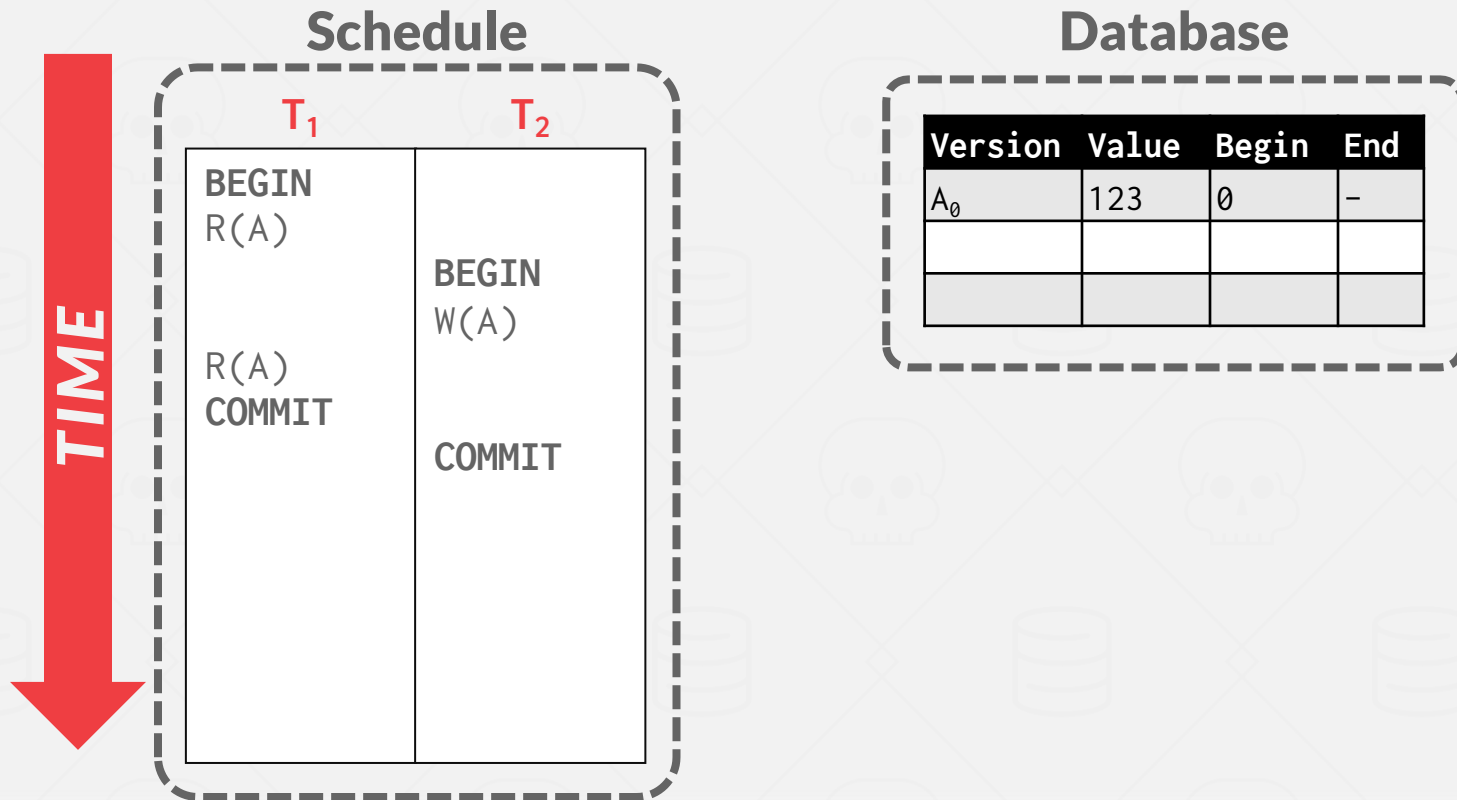 Schedule
Database
TIME
T₁ T₂
BEGIN
R(A)
BEGIN
W(A)
R(A)
COMMIT
COMMIT
Version Value Begin End
A₀ 123 0 –